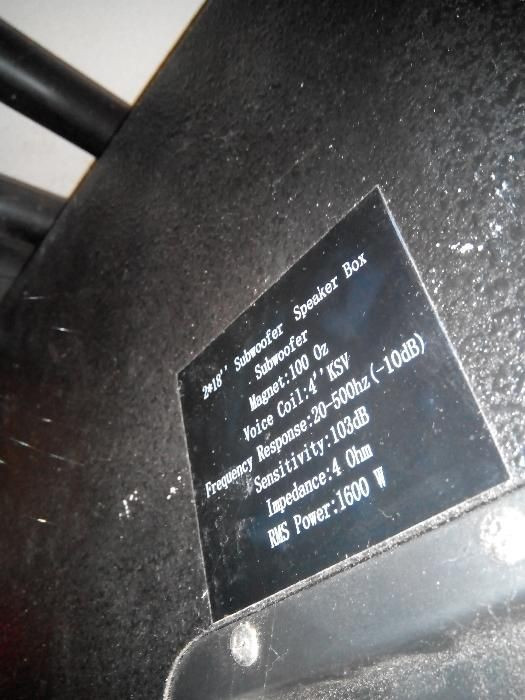 2*18'' Subwoofer Speaker Box
Subwoofer
Magnet:100 Oz
Voice Coil:4''KSV
Frequency Response:20-500hz(-10dB)
Sensitivity:103dB
Impedance:4 Ohm
RMS Power:1600 W